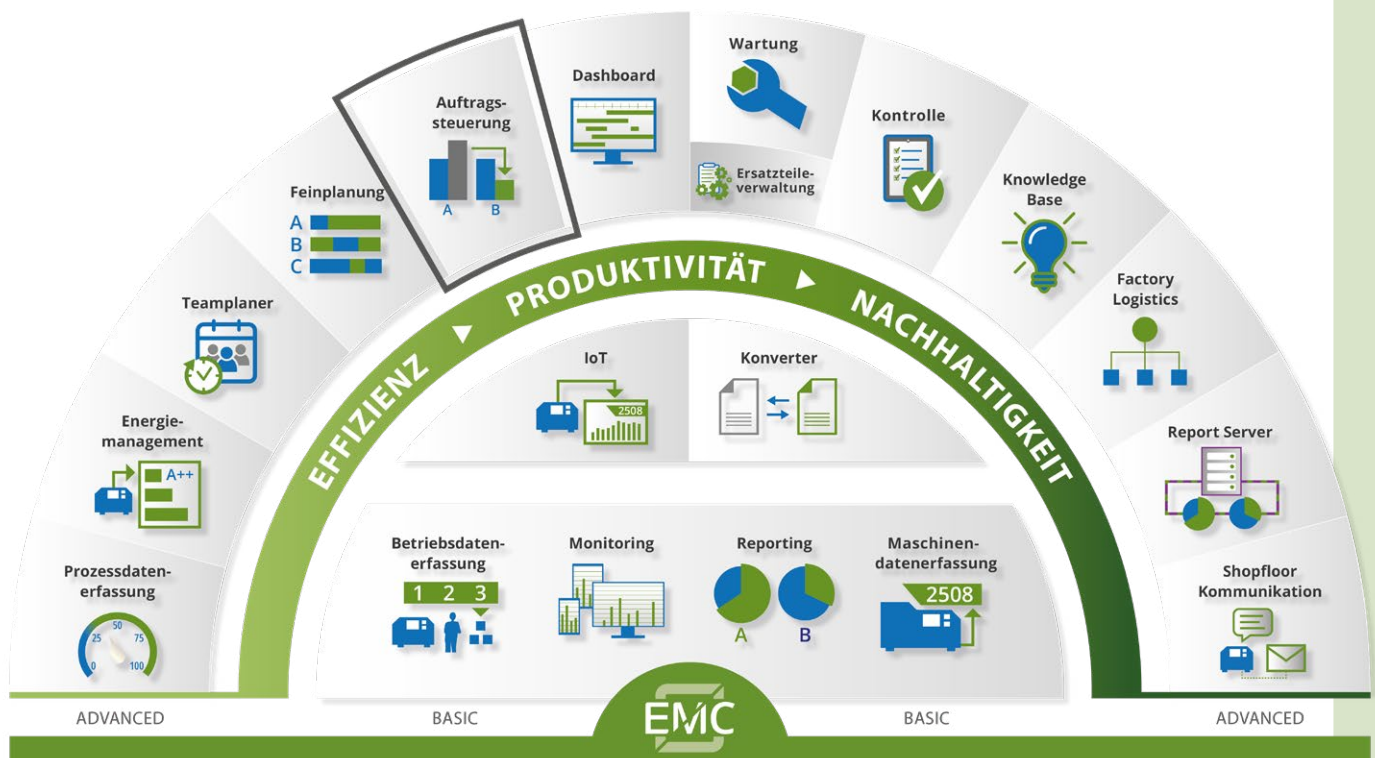 Wartung
Dashboard
Auftrags-
steuerung
A
B
Kontrolle
Ersatzteile-
verwaltung
Feinplanung
A
B
C
Knowledge
Base
Teamplaner
Factory
Logistics
EFFIZIENZ
PRODUKTIVITÄT
NACHHALTIGKEIT
IoT
2508
Konverter
Energie-
management
A++
Report Server
Prozessdaten-
erfassung
0
25
50
75
100
Betriebsdaten-
erfassung
1 2 3
Monitoring
Reporting
A
B
Maschinen-
datenerfassung
2508
Shopfloor
Kommunikation
ADVANCED
BASIC
EMC
BASIC
ADVANCED